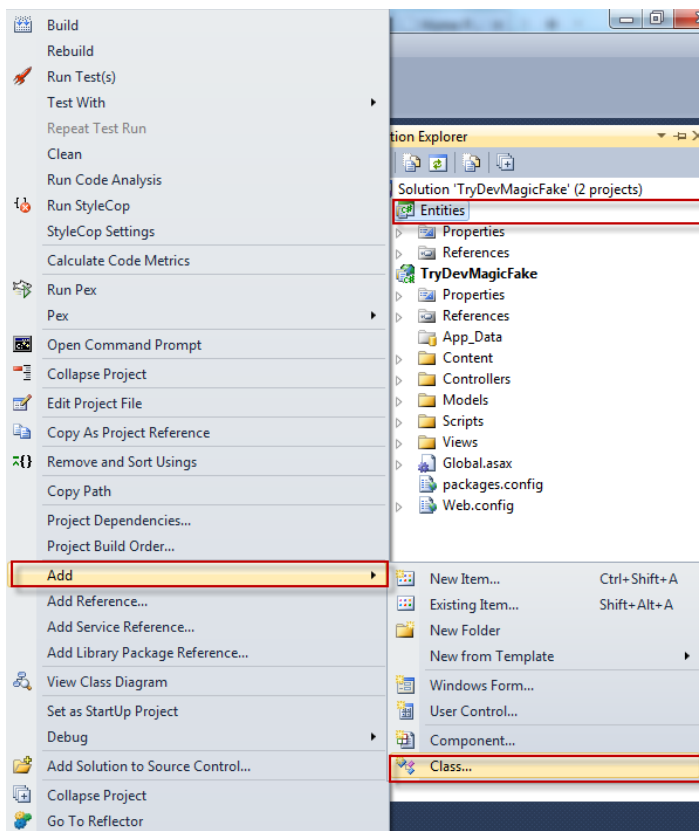 Build
Rebuild
Run Test(s)
Test With
Repeat Test Run
Clean
Run Code Analysis
Run StyleCop
StyleCop Settings
Calculate Code Metrics
Run Pex
Pex
Open Command Prompt
Collapse Project
Edit Project File
Copy As Project Reference
Remove and Sort Usings
Copy Path
Project Dependencies...
Project Build Order...
Add
Add Reference...
Add Service Reference...
Add Library Package Reference...
View Class Diagram
Set as StartUp Project
Debug
Add Solution to Source Control...
Collapse Project
Go To Reflector
tion Explorer
Solution 'TryDevMagicFake' (2 projects)
Entities
Properties
References
TryDevMagicFake
Properties
References
App_Data
Content
Controllers
Models
Scripts
Views
Global.asax
packages.config
Web.config
New Item... Ctrl+Shift+A
Existing Item... Shift+Alt+A
New Folder
New from Template
Windows Form...
User Control...
Component...
Class...